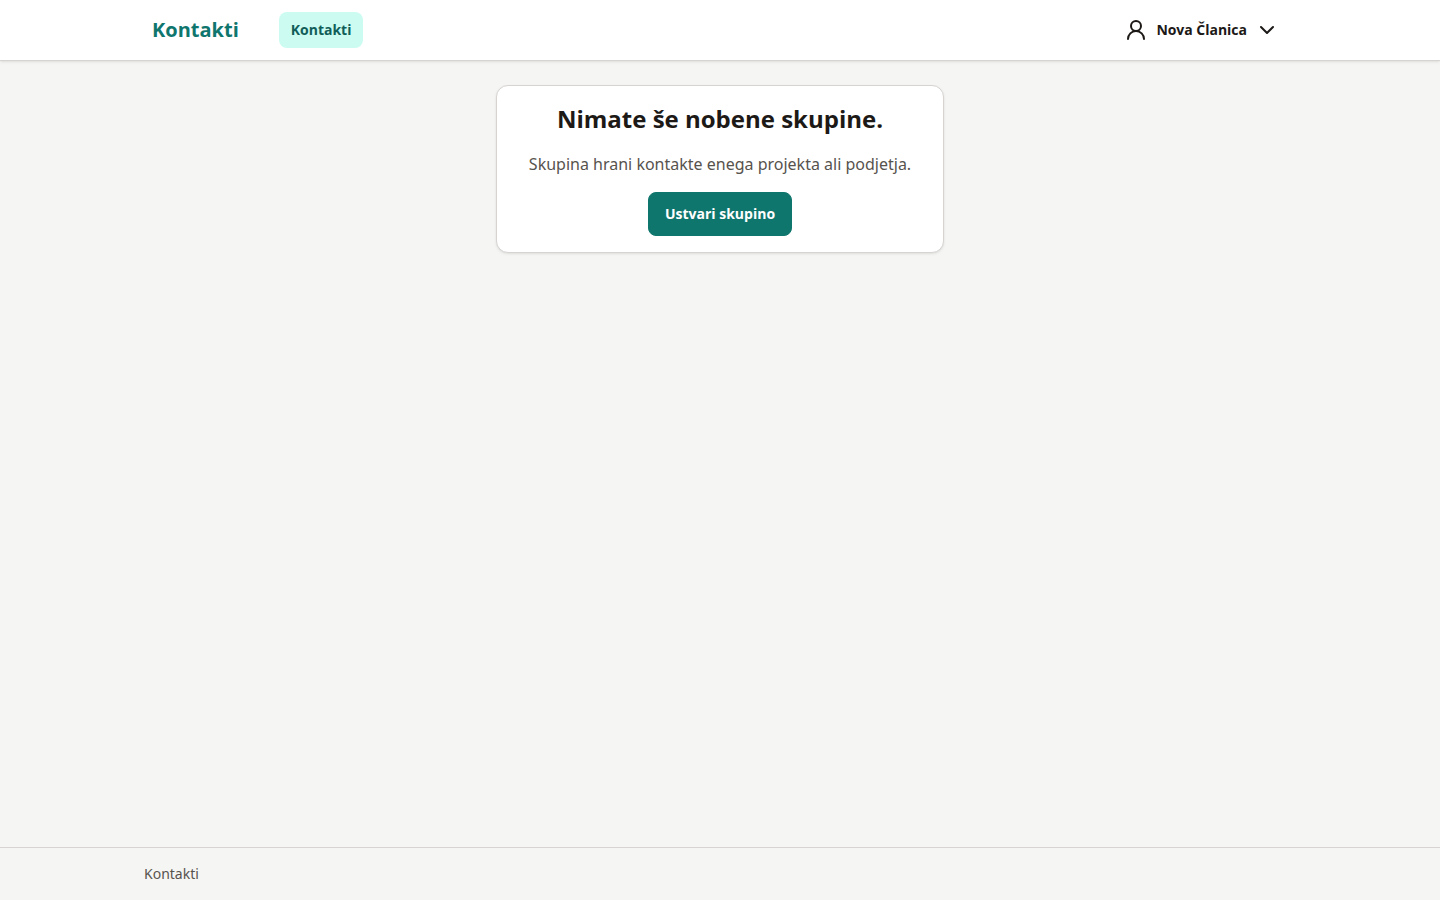 Kontakti
Kontakti
Nova Članica
Nimate še nobene skupine.
Skupina hrani kontakte enega projekta ali podjetja.
Ustvari skupino
Kontakti